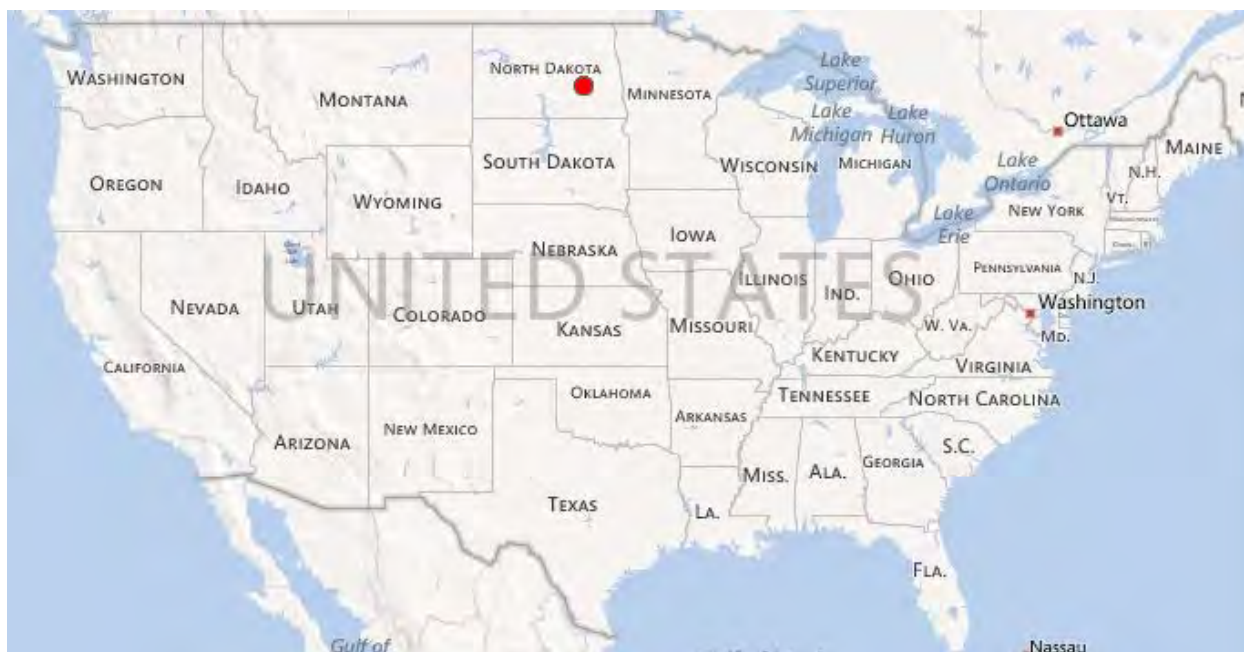 Lake
Superior
NORTH DAKOTA
WASHINGTON
MONTANA
MINNESOTA
Lake
Michigan
Lake
Huron
Ottawa
MAINE
SOUTH DAKOTA
WISCONSIN
MICHIGAN
Lake
Ontario
N.H.
VT.
OREGON
IDAHO
WYOMING
NEW YORK
Lake
Erie
IOWA
NEBRASKA
UNITED STATES
PENNSYLVANIA
N.J.
NEVADA
UTAH
COLORADO
ILLINOIS
IND.
OHIO
Washington
KANSAS
MISSOURI
W. VA.
MD.
KENTUCKY
VIRGINIA
CALIFORNIA
OKLAHOMA
TENNESSEE
NORTH CAROLINA
ARKANSAS
ARIZONA
NEW MEXICO
S.C.
MISS.
ALA.
GEORGIA
TEXAS
LA.
FLA.
Gulf of
Nassau